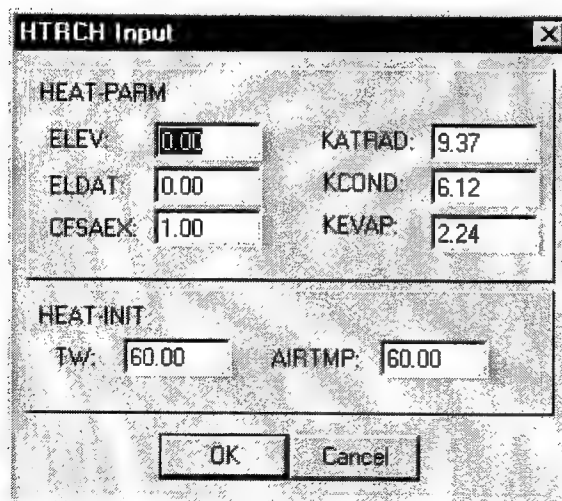 HTRCH Input
HEAT-PARM
ELEV: 0.00 KATRAD: 9.37
ELDAT: 0.00 KCOND: 6.12
CFSAEX: 1.00 KEVAP: 2.24
HEAT-INIT
TW: 60.00 AIRTMP: 60.00
OK Cancel